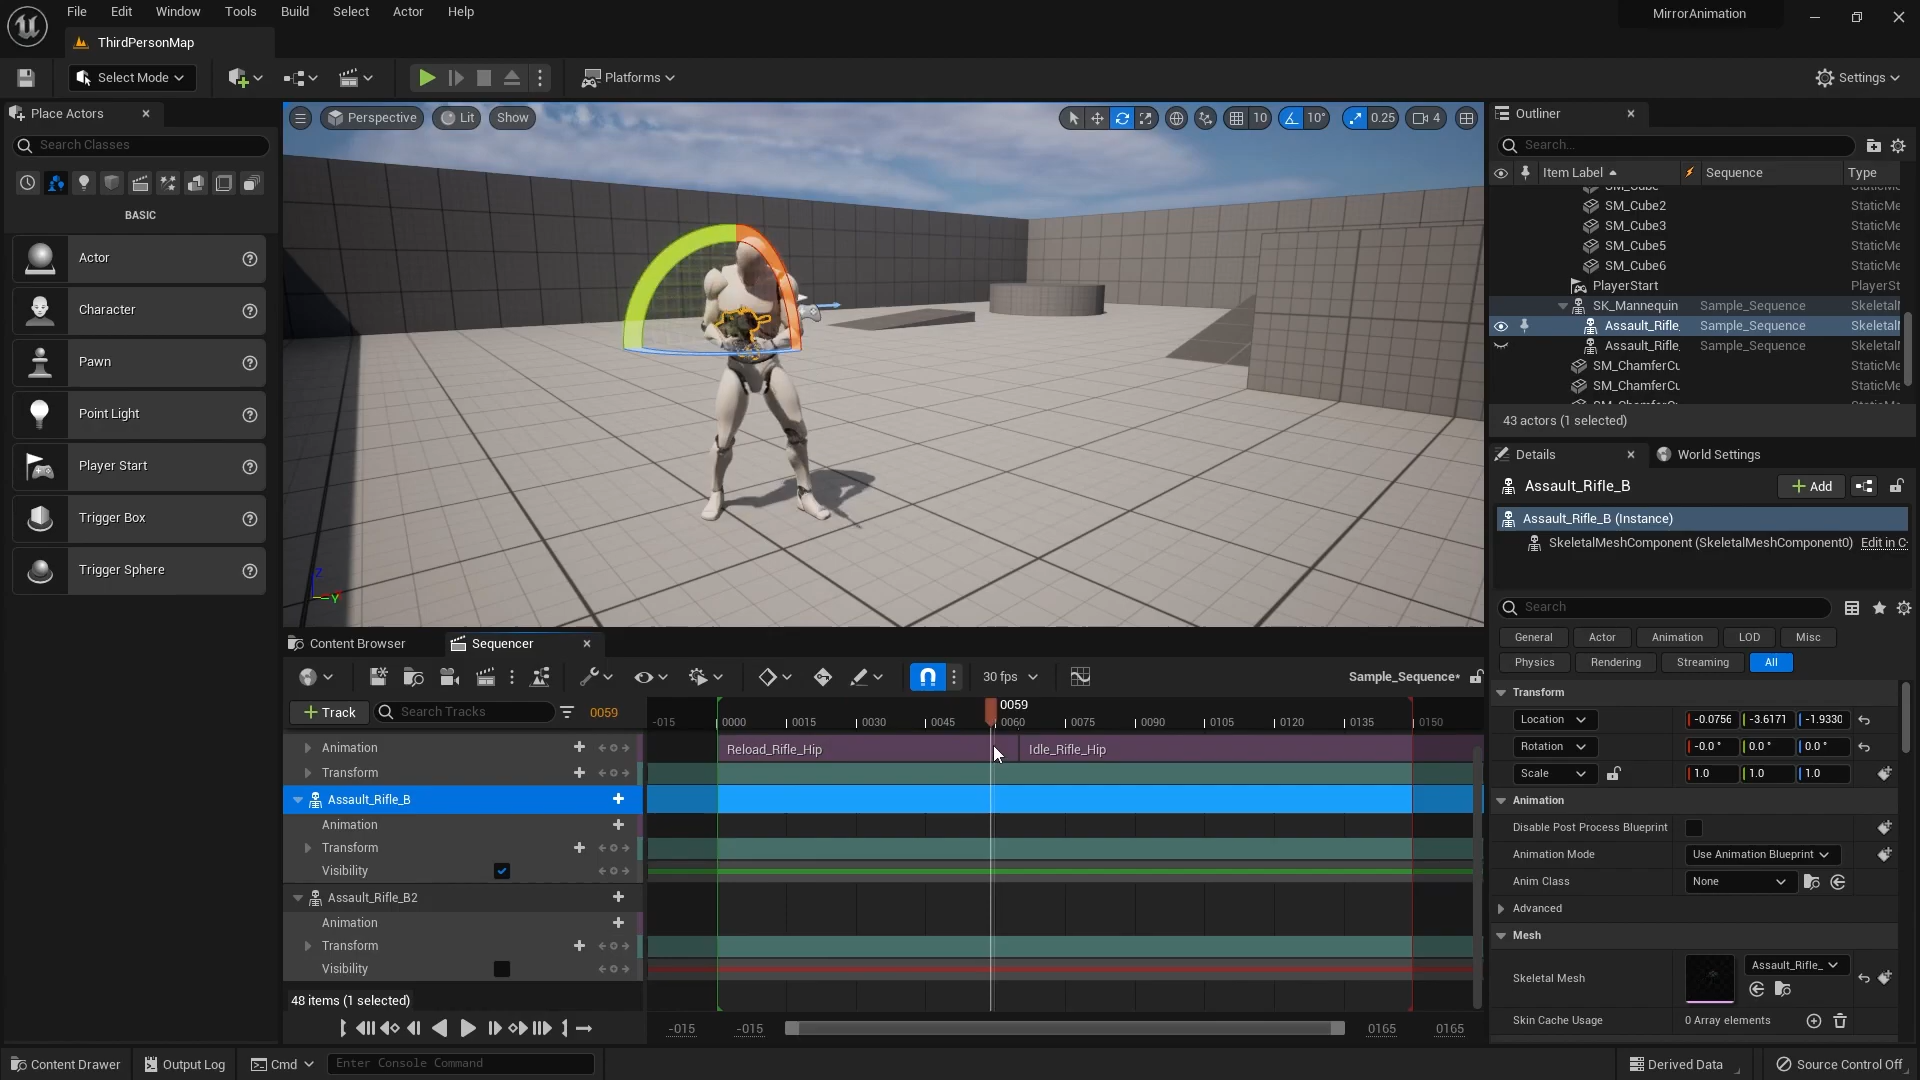 File Edit Window Tools Build Select Actor Help
MirrorAnimation
ThirdPersonMap
Select Mode
Platforms
Settings
Place Actors
Search Classes
BASIC
Actor
Character
Pawn
Point Light
Player Start
Trigger Box
Trigger Sphere
Perspective Lit Show
10 10° 0.25 4
Z
Y
Outliner
Search...
Item Label Sequence Type
SM_Cube
SM_Cube2 StaticMe
SM_Cube3 StaticMe
SM_Cube5 StaticMe
SM_Cube6 StaticMe
PlayerStart PlayerSt
SK_Mannequin Sample_Sequence Skeletal
Assault_Rifle_ Sample_Sequence Skeletal
Assault_Rifle_ Sample_Sequence Skeletal
SM_ChamferCu StaticMe
SM_ChamferCu StaticMe
43 actors (1 selected)
Details World Settings
Assault_Rifle_B
Add
Assault_Rifle_B (Instance)
SkeletalMeshComponent (SkeletalMeshComponent0) Edit in C
Search
General Actor Animation LOD Misc
Physics Rendering Streaming All
Transform
Location -0.0756 -3.6171 -1.9330
Rotation -0.0° 0.0° 0.0°
Scale 1.0 1.0 1.0
Animation
Disable Post Process Blueprint
Animation Mode Use Animation Blueprint
Anim Class None
Advanced
Mesh
Skeletal Mesh Assault_Rifle_
Skin Cache Usage 0 Array elements
Content Browser Sequencer
30 fps
Sample_Sequence*
Track Search Tracks 0059
0059
-015 0000 0015 0030 0045 0060 0075 0090 0105 0120 0135 0150
Animation
Reload_Rifle_Hip Idle_Rifle_Hip
Transform
Assault_Rifle_B
Animation
Transform
Visibility
Assault_Rifle_B2
Animation
Transform
Visibility
48 items (1 selected)
-015 -015 0165 0165
Content Drawer Output Log Cmd Enter Console Command
Derived Data Source Control Off